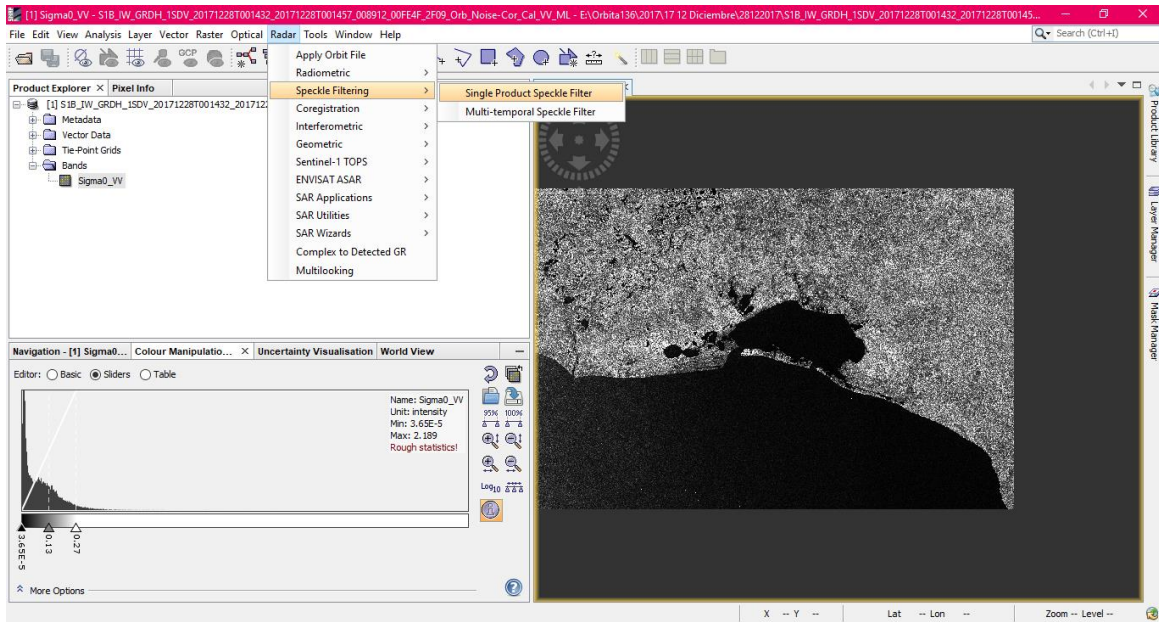 [1] Sigma0_VV - S1B_IW_GRDH_1SDV_20171228T001432_20171228T001457_008912_00FE4F_2F09_Orb_Noise-Cor_Cal_VV_ML - E:\Orbita136\2017\17 12 Diciembre\28122017\S1B_IW_GRDH_1SDV_20171228T001432_20171228T00145...
File Edit View Analysis Layer Vector Raster Optical Radar Tools Window Help
Search (Ctrl+I)
GCP
Apply Orbit File
Radiometric
Speckle Filtering
Coregistration
Interferometric
Geometric
Sentinel-1 TOPS
ENVISAT ASAR
SAR Applications
SAR Utilities
SAR Wizards
Complex to Detected GR
Multilooking
Single Product Speckle Filter
Multi-temporal Speckle Filter
Product Explorer Pixel Info
[1] S1B_IW_GRDH_1SDV_20171228T001432_2017122
Metadata
Vector Data
Tie-Point Grids
Bands
Sigma0_VV
Product Library
Layer Manager
Mask Manager
Navigation - [1] Sigma0... Colour Manipulatio... Uncertainty Visualisation World View
Editor: Basic Sliders Table
Name: Sigma0_VV
Unit: intensity
Min: 3.65E-5
Max: 2.189
Rough statistics!
95% 100%
Log10
3.65E-5
0.13
0.27
More Options
X -- Y -- Lat -- Lon -- Zoom -- Level --